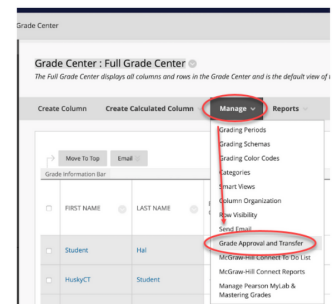 Grade Center
Grade Center : Full Grade Center
The Full Grade Center displays all columns and rows in the Grade Center and is the default view of
Create Column Create Calculated Column Manage Reports
Grading Periods
Grading Schemas
Grading Color Codes
Categories
Smart Views
Column Organization
Row Visibility
Send Email
Grade Approval and Transfer
McGraw-Hill Connect To Do List
McGraw-Hill Connect Reports
Manage Pearson MyLab &
Mastering Grades
Move To Top Email
Grade Information Bar
FIRST NAME LAST NAME
Student Hal
HuskyCT Student